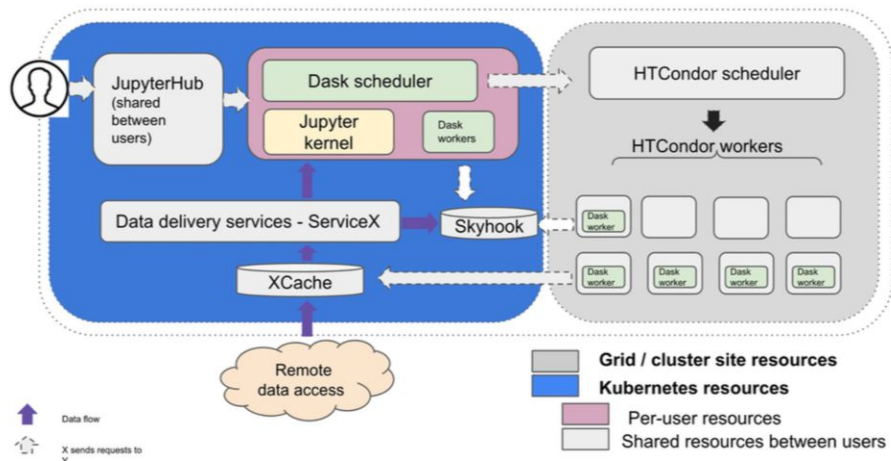 JupyterHub
(shared
between
users)
Dask scheduler
Jupyter
kernel
Dask
workers
HTCondor scheduler
HTCondor workers
Data delivery services - ServiceX
Skyhook
XCache
Dask
worker
Dask
worker
Dask
worker
Dask
worker
Dask
worker
Remote
data access
Grid / cluster site resources
Kubernetes resources
Per-user resources
Shared resources between users
Data flow
X sends requests to